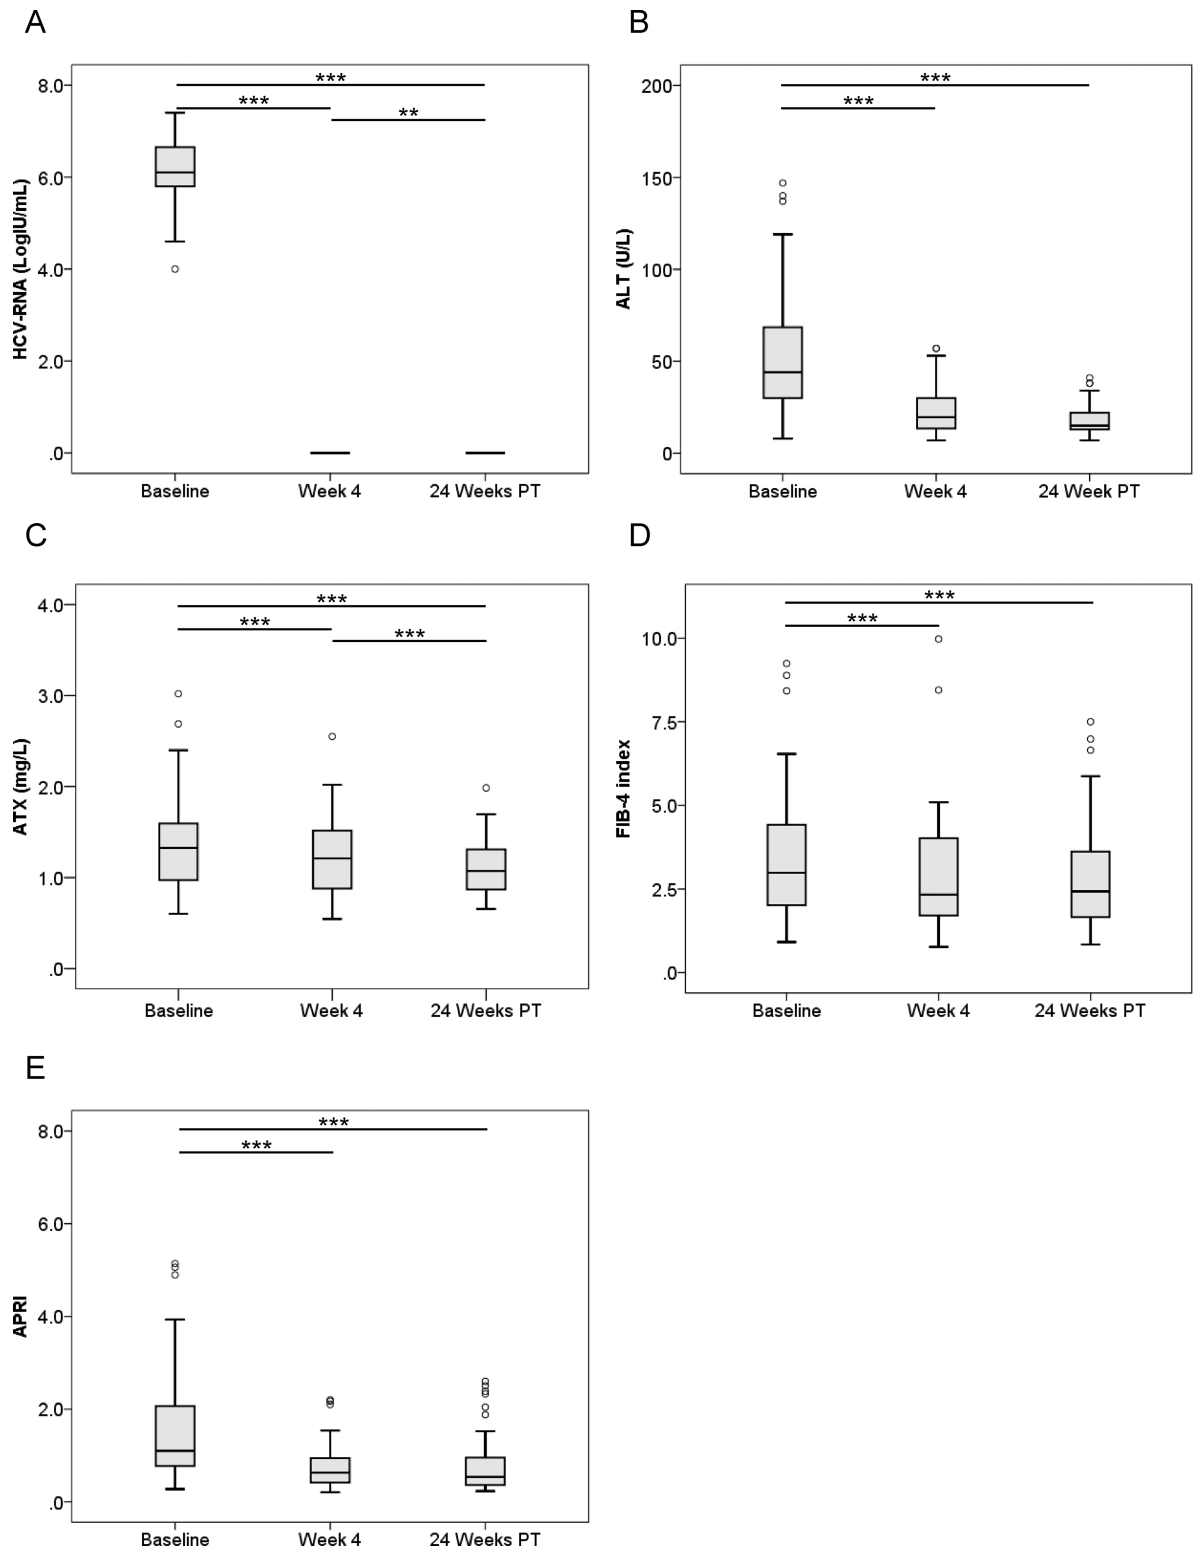 A
8.0
6.0
4.0
2.0
.0
HCV-RNA (LogIU/mL)
***
***
**
Baseline
Week 4
24 Weeks PT
B
200
150
100
50
0
ALT (U/L)
***
***
Baseline
Week 4
24 Week PT
C
4.0
3.0
2.0
1.0
.0
ATX (mg/L)
***
***
***
Baseline
Week 4
24 Weeks PT
D
10.0
7.5
5.0
2.5
.0
FIB-4 index
***
***
Baseline
Week 4
24 Weeks PT
E
8.0
6.0
4.0
2.0
.0
APRI
***
***
Baseline
Week 4
24 Weeks PT